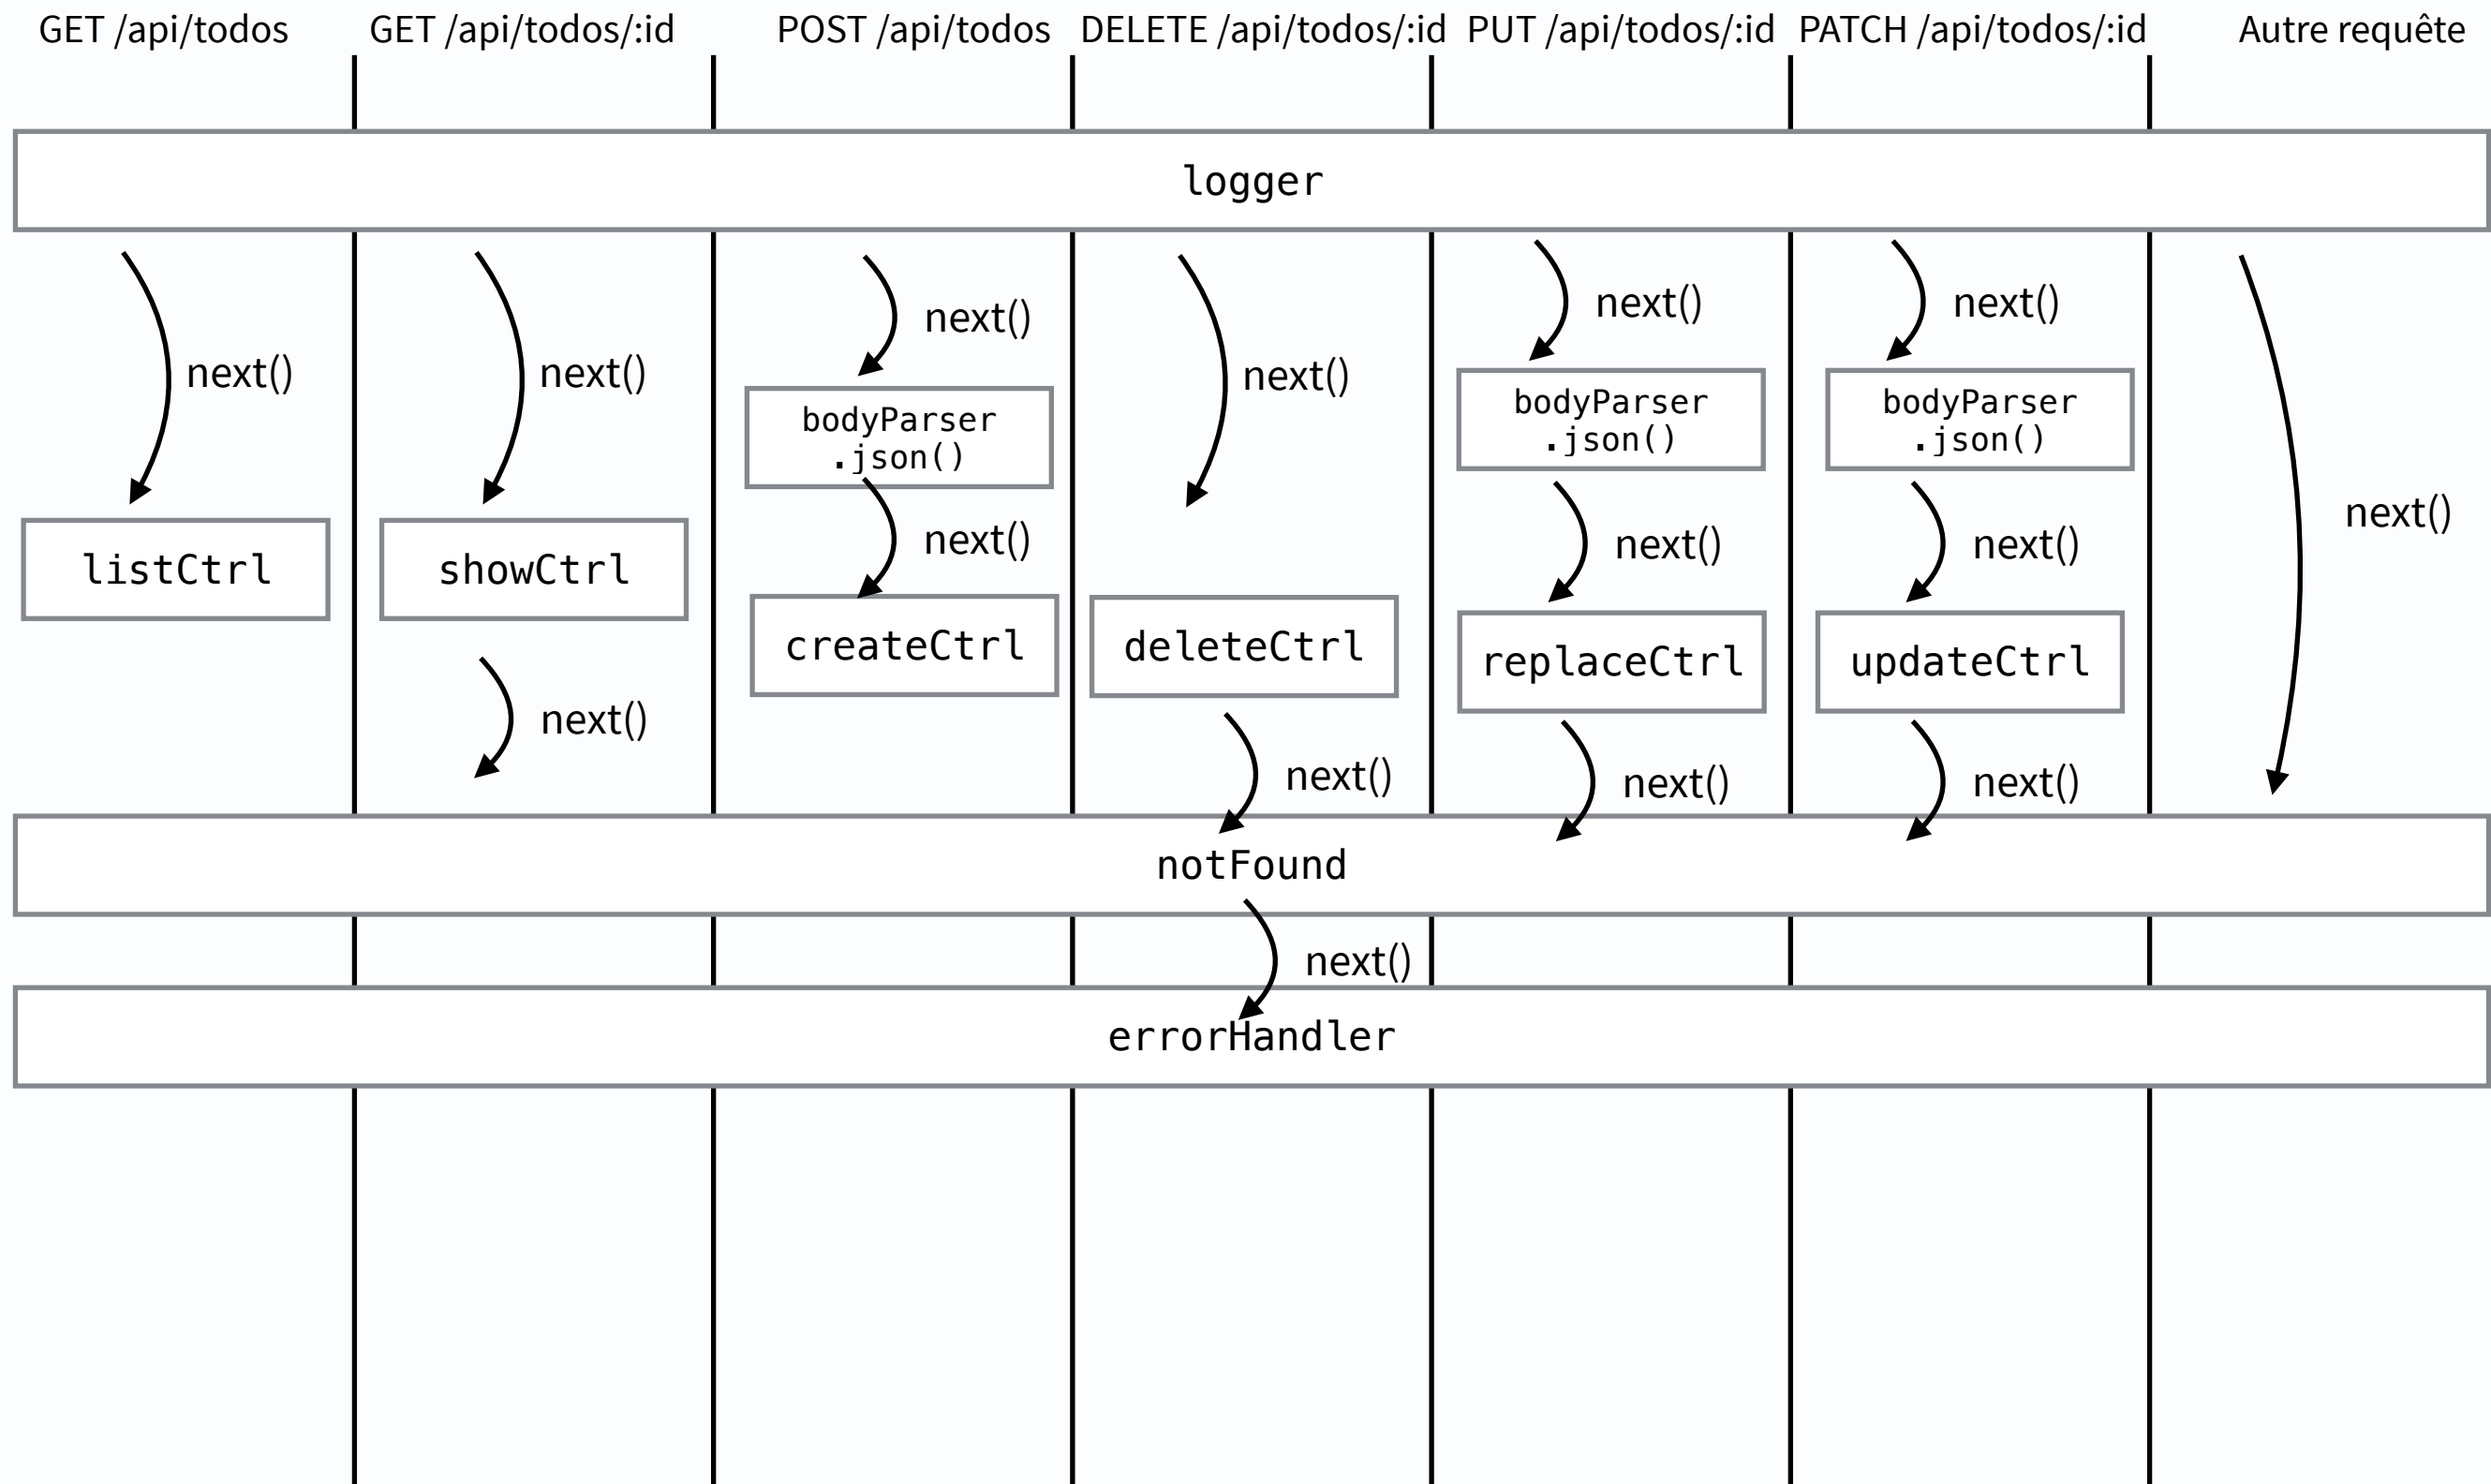 GET /api/todos
GET /api/todos/:id
POST /api/todos
DELETE /api/todos/:id
PUT /api/todos/:id
PATCH /api/todos/:id
Autre requête
logger
next()
next()
next()
next()
next()
next()
next()
bodyParser
.json()
bodyParser
.json()
bodyParser
.json()
next()
next()
next()
listCtrl
showCtrl
createCtrl
deleteCtrl
replaceCtrl
updateCtrl
next()
next()
next()
next()
notFound
next()
errorHandler